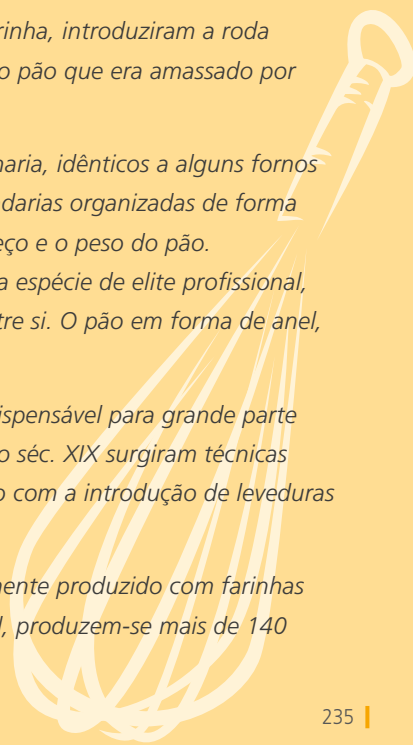 rinha, introduziram a roda
o pão que era amassado por
naria, idênticos a alguns fornos
darias organizadas de forma
eço e o peso do pão.
a espécie de elite profissional,
tre si. O pão em forma de anel,
ispensável para grande parte
o séc. XIX surgiram técnicas
o com a introdução de leveduras
nente produzido com farinhas
l, produzem-se mais de 140
235